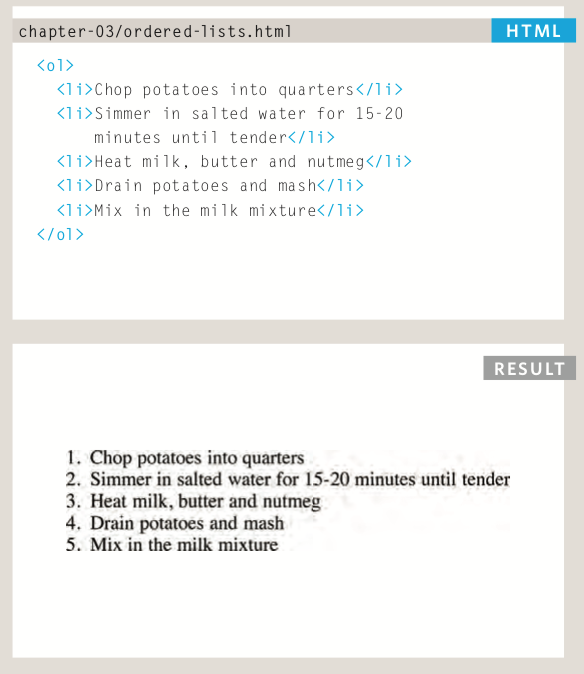 chapter-03/ordered-lists.html
HTML
<ol>
<li>Chop potatoes into quarters</li>
<li>Simmer in salted water for 15-20
minutes until tender</li>
<li>Heat milk, butter and nutmeg</li>
<li>Drain potatoes and mash</li>
<li>Mix in the milk mixture</li>
</ol>
RESULT
1. Chop potatoes into quarters
2. Simmer in salted water for 15-20 minutes until tender
3. Heat milk, butter and nutmeg
4. Drain potatoes and mash
5. Mix in the milk mixture